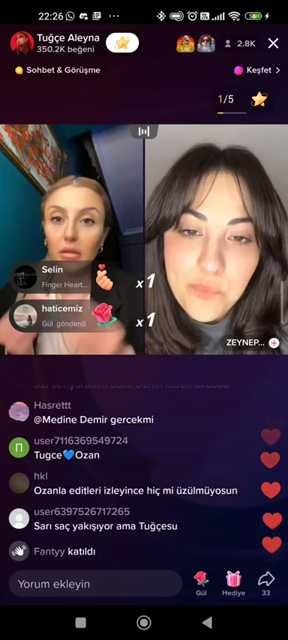 22:26
Tuğçe Aleyna
350.2K beğeni
2.8K
Sohbet & Görüşme
Keşfet >
1/5
Selin
Finger Heart...
x1
haticemiz
Gül gönderdi
x1
ZEYNEP...
Hasrettt
@Medine Demir gercekmi
user7116369549724
Tugce💙Ozan
hkl
Ozanla editleri izleyince hiç mi üzülmüyosun
user6397526717265
Sarı saç yakışıyor ama Tuğçesu
Fantyy katıldı
Yorum ekleyin
Gül
Hediye
33